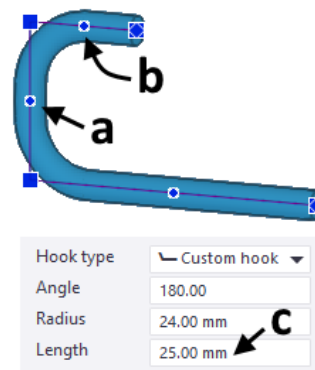 b
a
Hook type Custom hook
Angle 180.00
Radius 24.00 mm
c
Length 25.00 mm